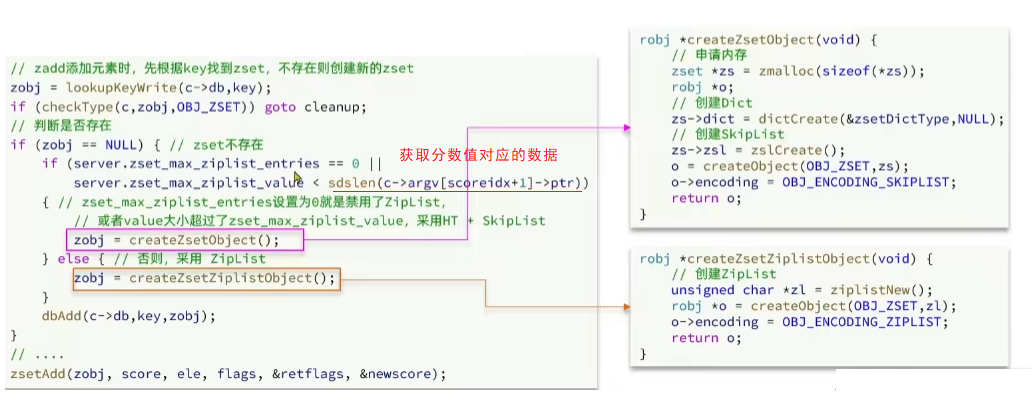 // zadd添加元素时，先根据key找到zset，不存在则创建新的zset
zobj = lookupKeyWrite(c->db,key);
if (checkType(c,zobj,OBJ_ZSET)) goto cleanup;
// 判断是否存在
if (zobj == NULL) { // zset不存在
if (server.zset_max_ziplist_entries == 0 ||
server.zset_max_ziplist_value < sdslen(c->argv[scoreidx+1]->ptr))
{ // zset_max_ziplist_entries设置为0就是禁用了ZipList，
// 或者value大小超过了zset_max_ziplist_value，采用HT + SkipList
zobj = createZsetObject();
} else { // 否则，采用 ZipList
zobj = createZsetZiplistObject();
}
dbAdd(c->db,key,zobj);
}
// ....
zsetAdd(zobj, score, ele, flags, &retflags, &newscore);
获取分数值对应的数据
robj *createZsetObject(void) {
// 申请内存
zset *zs = zmalloc(sizeof(*zs));
robj *o;
// 创建Dict
zs->dict = dictCreate(&zsetDictType,NULL);
// 创建SkipList
zs->zsl = zslCreate();
o = createObject(OBJ_ZSET,zs);
o->encoding = OBJ_ENCODING_SKIPLIST;
return o;
}
robj *createZsetZiplistObject(void) {
// 创建ZipList
unsigned char *zl = ziplistNew();
robj *o = createObject(OBJ_ZSET,zl);
o->encoding = OBJ_ENCODING_ZIPLIST;
return o;
}